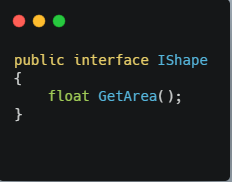 public interface IShape
{
    float GetArea();
}